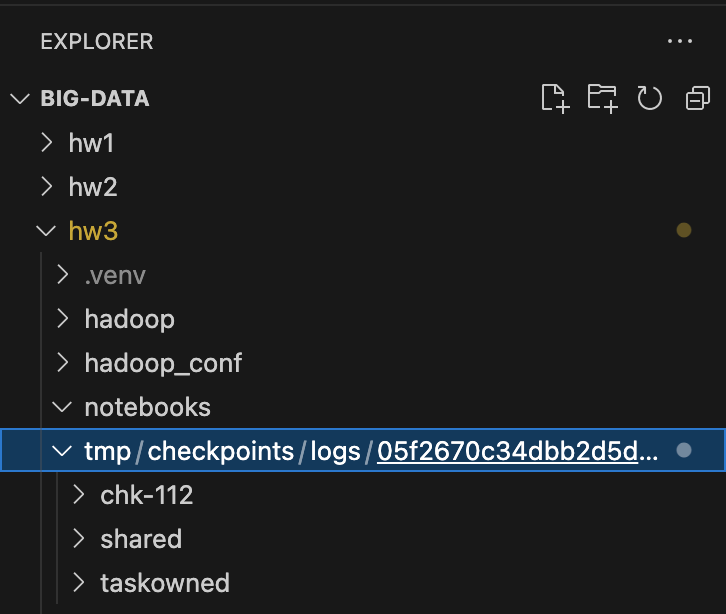 EXPLORER
BIG-DATA
hw1
hw2
hw3
.venv
hadoop
hadoop_conf
notebooks
tmp/checkpoints/logs/05f2670c34dbb2d5d...
chk-112
shared
taskowned